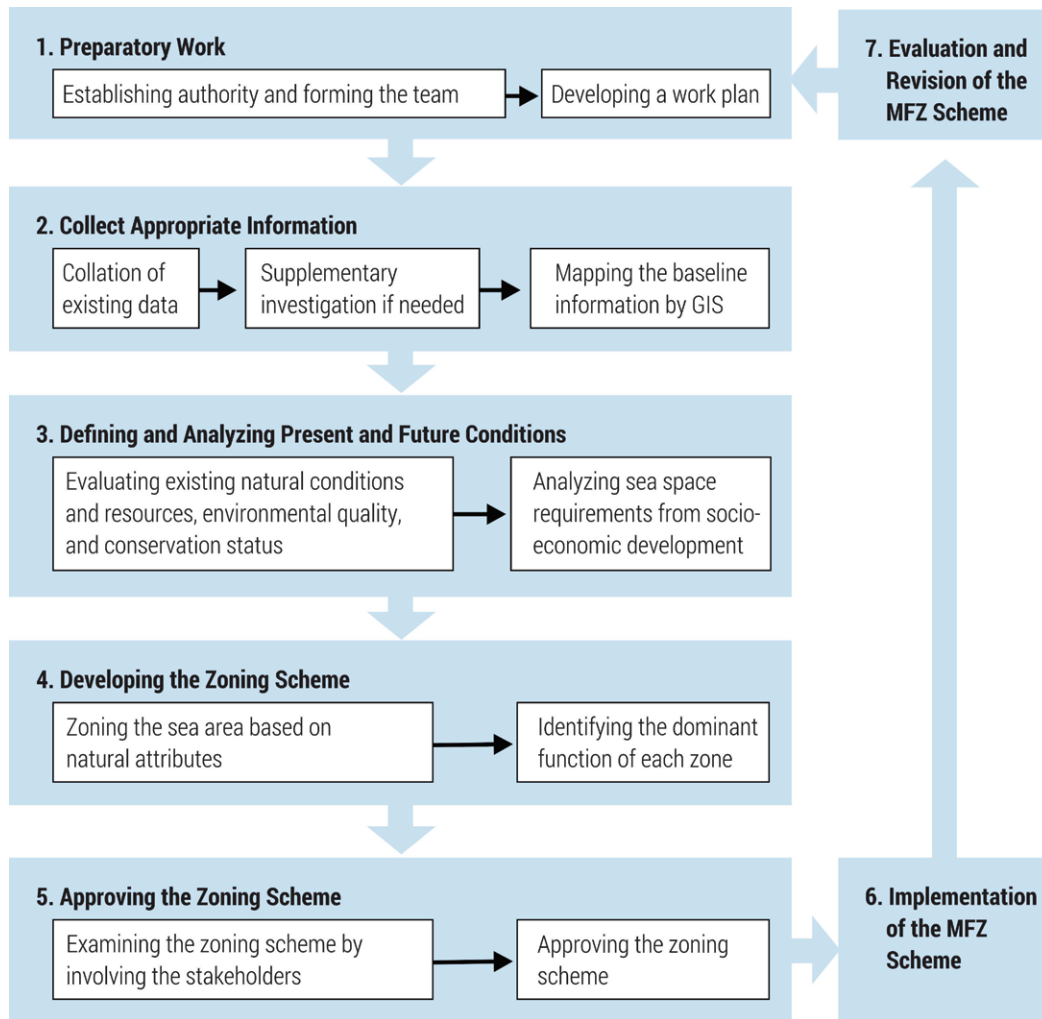 1. Preparatory Work
Establishing authority and forming the team
Developing a work plan
2. Collect Appropriate Information
Collation of
existing data
Supplementary
investigation if needed
Mapping the baseline
information by GIS
3. Defining and Analyzing Present and Future Conditions
Evaluating existing natural conditions
and resources, environmental quality,
and conservation status
Analyzing sea space
requirements from socio-
economic development
4. Developing the Zoning Scheme
Zoning the sea area based on
natural attributes
Identifying the dominant
function of each zone
5. Approving the Zoning Scheme
Examining the zoning scheme by
involving the stakeholders
Approving the zoning
scheme
6. Implementation
of the MFZ
Scheme
7. Evaluation and
Revision of the
MFZ Scheme